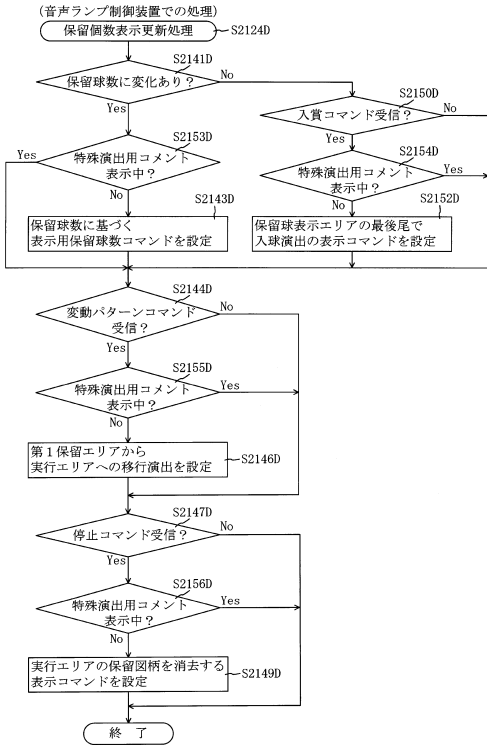 (音声ランプ制御装置での処理)
保留個数表示更新処理
S2124D
S2141D
保留球数に変化あり?
No
Yes
S2150D
入賞コマンド受信?
No
Yes
S2153D
Yes
特殊演出用コメント
表示中?
No
S2154D
特殊演出用コメント
表示中?
Yes
No
S2143D
保留球数に基づく
表示用保留球数コマンドを設定
S2152D
保留球表示エリアの最後尾で
入球演出の表示コマンドを設定
S2144D
変動パターンコマンド
受信?
No
Yes
S2155D
特殊演出用コメント
表示中?
Yes
No
第1保留エリアから
実行エリアへの移行演出を設定
S2146D
S2147D
停止コマンド受信?
No
Yes
S2156D
特殊演出用コメント
表示中?
Yes
No
実行エリアの保留図柄を消去する
表示コマンドを設定
S2149D
終 了